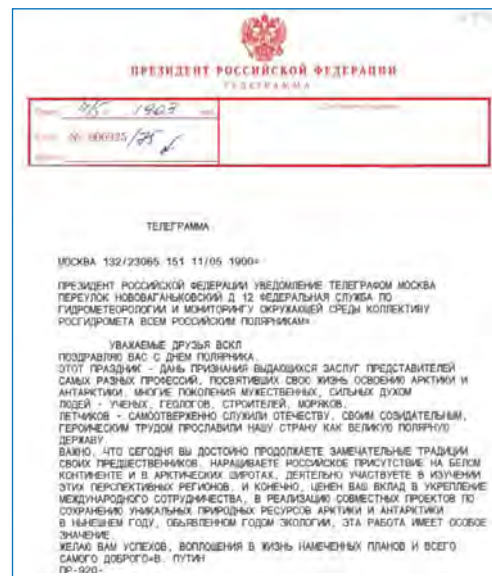 ПРЕЗИДЕНТ РОССИЙСКОЙ ФЕДЕРАЦИИ
ТЕЛЕГРАММА
1903
№ 000925/75
ТЕЛЕГРАММА
МОСКВА 132/23065 151 11/05 1900=
ПРЕЗИДЕНТ РОССИЙСКОЙ ФЕДЕРАЦИИ УВЕДОМЛЕНИЕ ТЕЛЕГРАФОМ МОСКВА
ПЕРЕУЛОК НОВОВАГАНЬКОВСКИЙ Д 12 ФЕДЕРАЛЬНАЯ СЛУЖБА ПО
ГИДРОМЕТЕОРОЛОГИИ И МОНИТОРИНГУ ОКРУЖАЮЩЕЙ СРЕДЫ КОЛЛЕКТИВУ
РОСГИДРОМЕТА ВСЕМ РОССИЙСКИМ ПОЛЯРНИКАМ=
УВАЖАЕМЫЕ ДРУЗЬЯ ВСКЛ
ПОЗДРАВЛЯЮ ВАС С ДНЕМ ПОЛЯРНИКА.
ЭТОТ ПРАЗДНИК - ДАНЬ ПРИЗНАНИЯ ВЫДАЮЩИХСЯ ЗАСЛУГ ПРЕДСТАВИТЕЛЕЙ
САМЫХ РАЗНЫХ ПРОФЕССИЙ, ПОСВЯТИВШИХ СВОЮ ЖИЗНЬ ОСВОЕНИЮ АРКТИКИ И
АНТАРКТИКИ. МНОГИЕ ПОКОЛЕНИЯ МУЖЕСТВЕННЫХ, СИЛЬНЫХ ДУХОМ
ЛЮДЕЙ - УЧЕНЫХ, ГЕОЛОГОВ, СТРОИТЕЛЕЙ, МОРЯКОВ,
ЛЕТЧИКОВ - САМООТВЕРЖЕННО СЛУЖИЛИ ОТЕЧЕСТВУ, СВОИМ СОЗИДАТЕЛЬНЫМ,
ГЕРОИЧЕСКИМ ТРУДОМ ПРОСЛАВИЛИ НАШУ СТРАНУ КАК ВЕЛИКУЮ ПОЛЯРНУЮ
ДЕРЖАВУ.
ВАЖНО, ЧТО СЕГОДНЯ ВЫ ДОСТОЙНО ПРОДОЛЖАЕТЕ ЗАМЕЧАТЕЛЬНЫЕ ТРАДИЦИИ
СВОИХ ПРЕДШЕСТВЕННИКОВ. НАРАЩИВАЕТЕ РОССИЙСКОЕ ПРИСУТСТВИЕ НА БЕЛОМ
КОНТИНЕНТЕ И В АРКТИЧЕСКИХ ШИРОТАХ, ДЕЯТЕЛЬНО УЧАСТВУЕТЕ В ИЗУЧЕНИИ
ЭТИХ ПЕРСПЕКТИВНЫХ РЕГИОНОВ. И КОНЕЧНО, ЦЕНЕН ВАШ ВКЛАД В УКРЕПЛЕНИЕ
МЕЖДУНАРОДНОГО СОТРУДНИЧЕСТВА, В РЕАЛИЗАЦИЮ СОВМЕСТНЫХ ПРОЕКТОВ ПО
СОХРАНЕНИЮ УНИКАЛЬНЫХ ПРИРОДНЫХ РЕСУРСОВ АРКТИКИ И АНТАРКТИКИ
В НЫНЕШНЕМ ГОДУ, ОБЪЯВЛЕННОМ ГОДОМ ЭКОЛОГИИ, ЭТА РАБОТА ИМЕЕТ ОСОБОЕ
ЗНАЧЕНИЕ.
ЖЕЛАЮ ВАМ УСПЕХОВ, ВОПЛОЩЕНИЯ В ЖИЗНЬ НАМЕЧЕННЫХ ПЛАНОВ И ВСЕГО
САМОГО ДОБРОГО=В. ПУТИН
ПР-920-